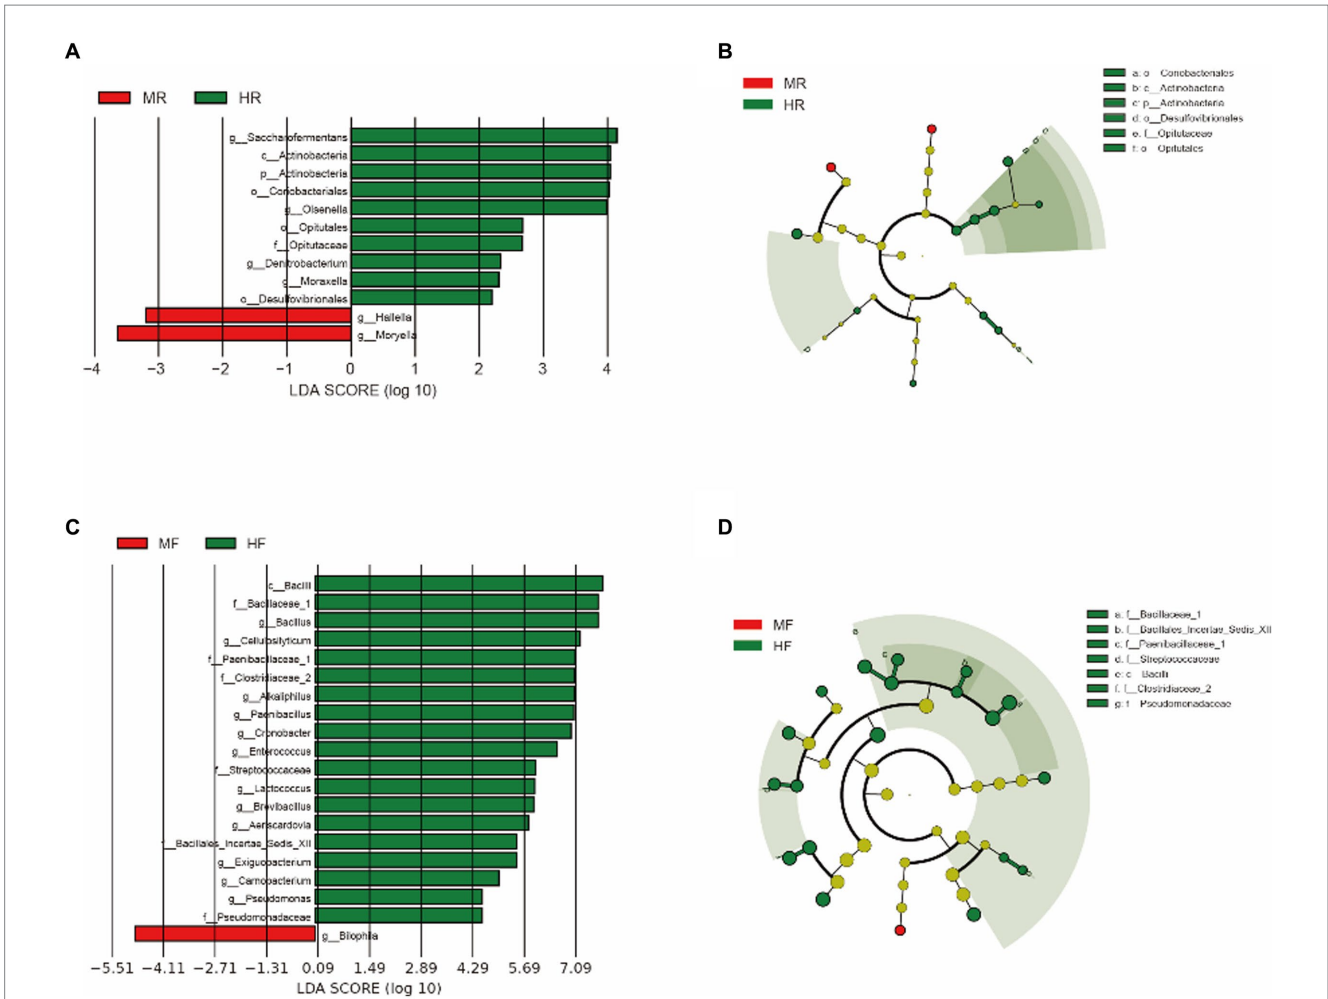 A
MR HR
g__Saccharofermentans
c__Actinobacteria
p__Actinobacteria
o__Coriobacteriales
g__Olsenella
o__Opitutales
f__Opitutaceae
g__Denitrobacterium
g__Moraxella
o__Desulfovibrionales
g__Hallella
g__Moryella
−4 −3 −2 −1 0 1 2 3 4
LDA SCORE (log 10)
B
MR
HR
a: o__Coriobacteriales
b: c__Actinobacteria
c: p__Actinobacteria
d: o__Desulfovibrionales
e: f__Opitutaceae
f: o__Opitutales
C
MF HF
c__Bacilli
f__Bacillaceae_1
g__Bacillus
g__Cellulosilyticum
f__Paenibacillaceae_1
f__Clostridiaceae_2
g__Alkaliphilus
g__Paenibacillus
g__Cronobacter
g__Enterococcus
f__Streptococcaceae
g__Lactococcus
g__Brevibacillus
g__Aeriscardovia
f__Bacillales_Incertae_Sedis_XII
g__Exiguobacterium
g__Carnobacterium
g__Pseudomonas
f__Pseudomonadaceae
g__Bilophila
−5.51 −4.11 −2.71 −1.31 0.09 1.49 2.89 4.29 5.69 7.09
LDA SCORE (log 10)
D
MF
HF
a: f__Bacillaceae_1
b: f__Bacillales_Incertae_Sedis_XII
c: f__Paenibacillaceae_1
d: f__Streptococcaceae
e: c__Bacilli
f: f__Clostridiaceae_2
g: f__Pseudomonadaceae